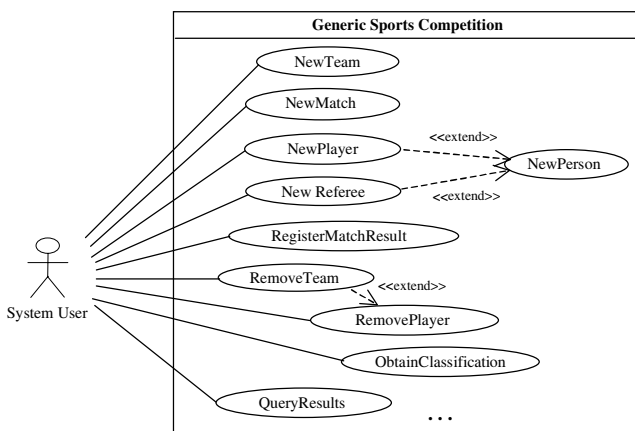 Generic Sports Competition
NewTeam
NewMatch
NewPlayer
<<extend>>
NewPerson
New Referee
<<extend>>
RegisterMatchResult
RemoveTeam
<<extend>>
System User
RemovePlayer
ObtainClassification
QueryResults
...